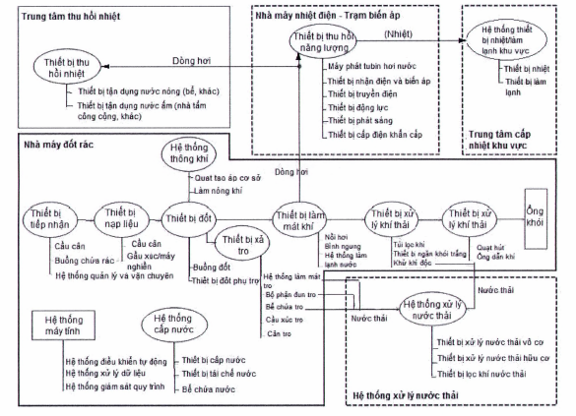 Trung tâm thu hồi nhiệt
Thiết bị thu
hồi nhiệt
Thiết bị tận dụng nước nóng (bể, khác)
Thiết bị tận dụng nước ấm (nhà tắm
công cộng, khác)
Dòng hơi
Nhà máy nhiệt điện - Trạm biến áp
Thiết bị thu hồi
năng lượng
(Nhiệt)
Máy phát tubin hơi nước
Thiết bị nhận điện và biến áp
Thiết bị truyền điện
Thiết bị động lực
Thiết bị phát sáng
Thiết bị cấp điện khẩn cấp
Hệ thống thiết
bị nhiệt/làm
lạnh khu vực
Thiết bị nhiệt
Thiết bị làm
lạnh
Trung tâm cấp
nhiệt khu vực
Nhà máy đốt rác
Hệ thống
thông khí
Quạt tao áp cơ sở
Làm nóng khí
Dòng hơi
Thiết bị
tiếp nhận
Thiết bị
nạp liệu
Thiết bị đốt
Thiết bị làm
mát khí
Thiết bị xử
lý khí thải
Thiết bị xử
lý khí thải
Ống
khói
Cầu cân
Buồng chứa rác
Hệ thống quản lý và vận chuyên
Cầu cân
Gầu xúc/máy
nghiền
Thiết bị xả
tro
Buồng đốt
Thiết bị đốt phụ trợ
Nồi hơi
Bình ngưng
Hệ thống làm
lạnh nước
Túi lọc khí
Thiết bị ngăn khói trắng
Khử khí độc
Quạt hút
Ống dẫn khí
Hệ thống làm mát
tro
Bộ phận đun tro
Bể chứa tro
Cẩu xúc tro
Cân tro
Nước thải
Nước thải
Hệ thống xử lý
nước thải
Thiết bị xử lý nước thải vô cơ
Thiết bị xử lý nước thải hữu cơ
Thiết bị lọc khí nước thải
Hệ thống xử lý nước thải
Hệ thống
máy tính
Hệ thống điều khiển tự động
Hệ thống xử lý dữ liệu
Hệ thống giám sát quy trình
Hệ thống
cấp nước
Thiết bị cấp nước
Thiết bị tái chế nước
Bể chứa nước